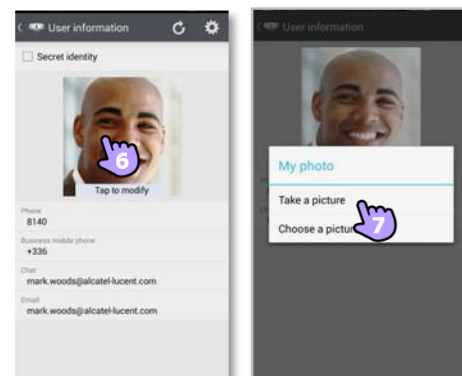 User information
Secret identity
6
Tap to modify
Phone
8140
Business mobile phone
+336
Chat
mark.woods@alcatel-lucent.com
Email
mark.woods@alcatel-lucent.com
User information
My photo
Take a picture
7
Choose a pictur